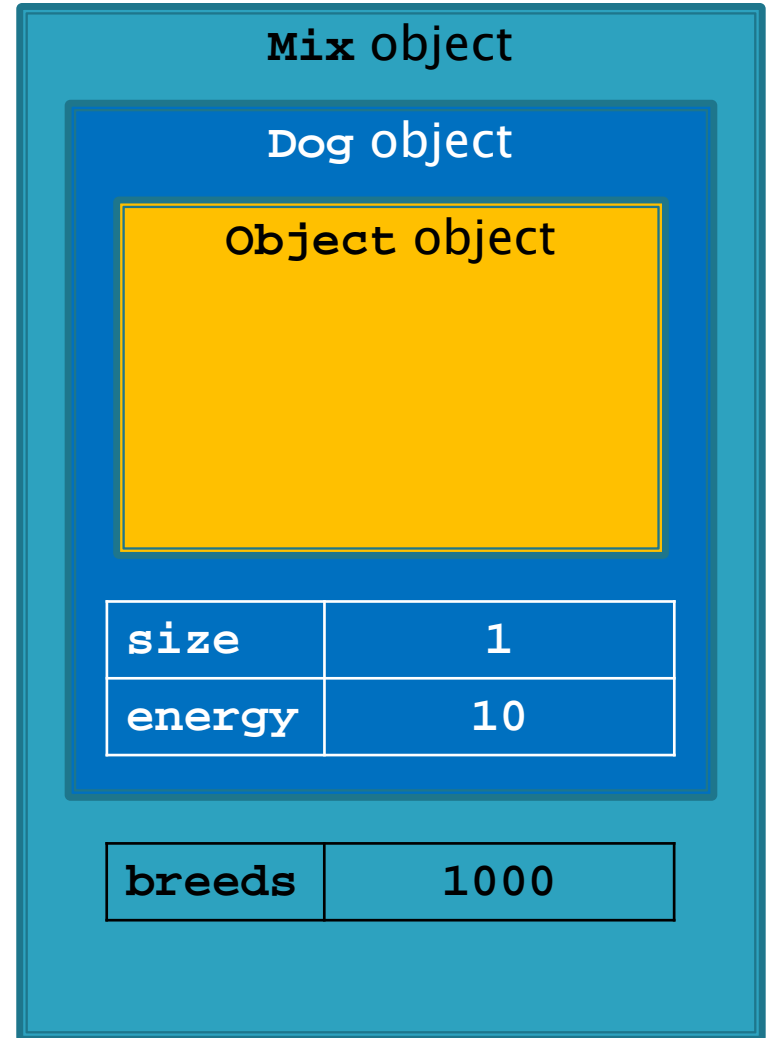 Mix object
Dog object
Object object
size 1
energy 10
breeds 1000